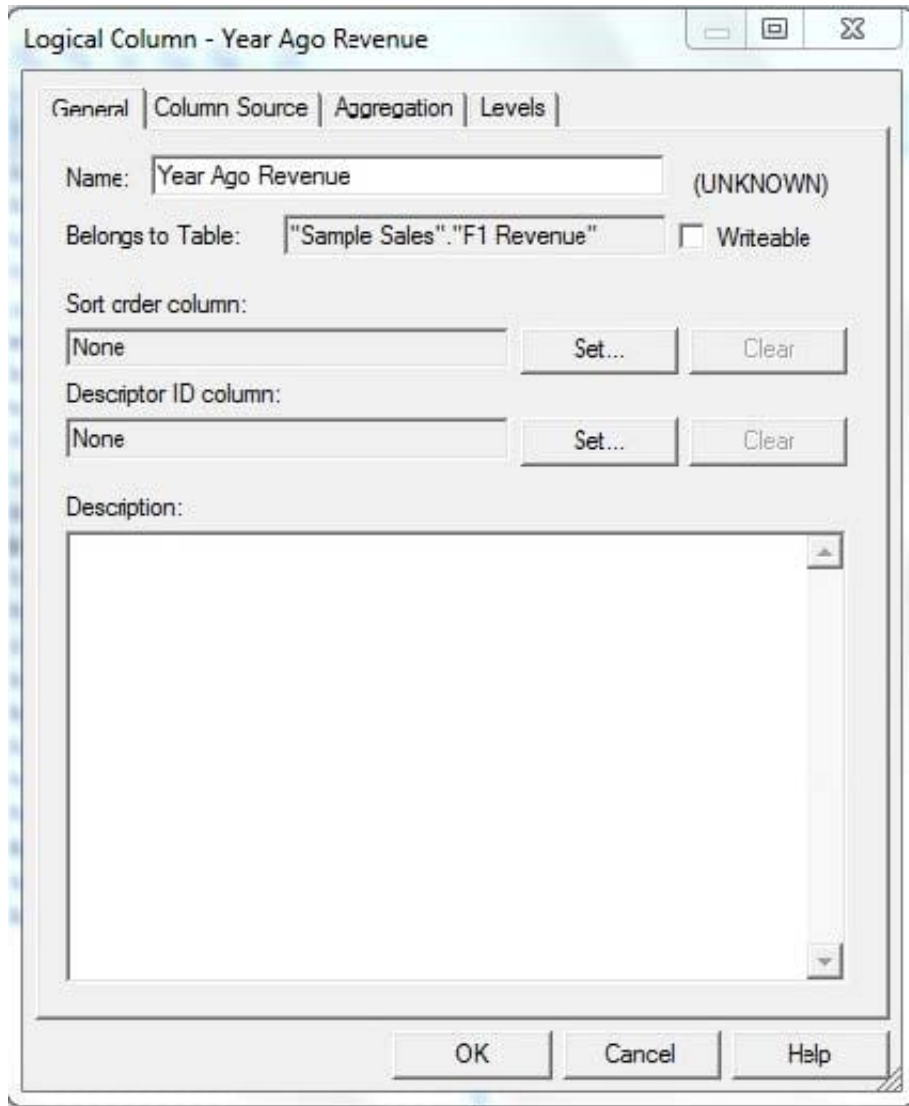 Logical Column - Year Ago Revenue
General Column Source Aggregation Levels
Name: Year Ago Revenue (UNKNOWN)
Belongs to Table: "Sample Sales"."F1 Revenue" Writeable
Sort crder column:
None Set... Clear
Descriptor ID column:
None Set... Clear
Description:
OK Cancel Help